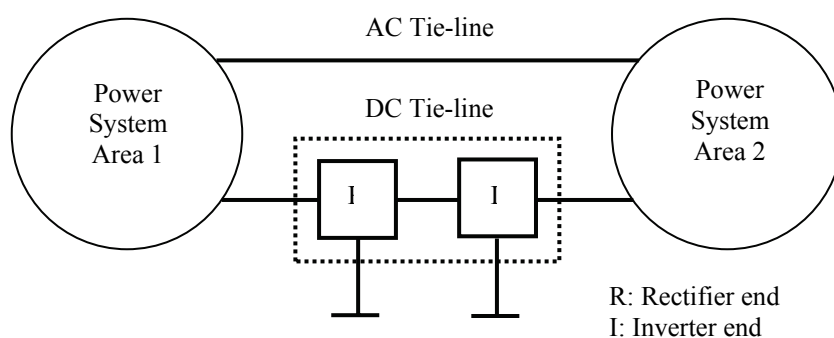 AC Tie-line
Power
System
Area 1
DC Tie-line
Power
System
Area 2
I
R: Rectifier end
I: Inverter end